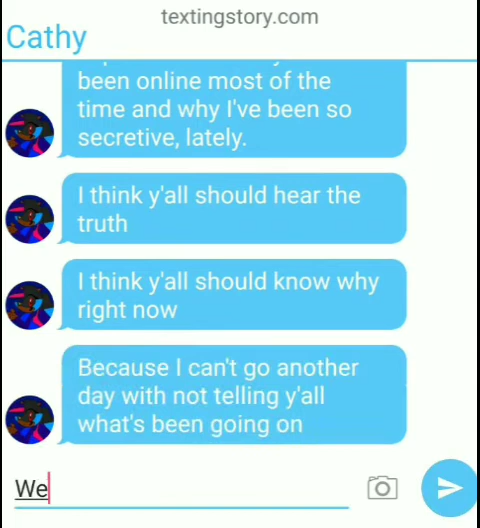 textingstory.com
Cathy
been online most of the
time and why I've been so
secretive, lately.
I think y'all should hear the
truth
I think y'all should know why
right now
Because I can't go another
day with not telling y'all
what's been going on
We